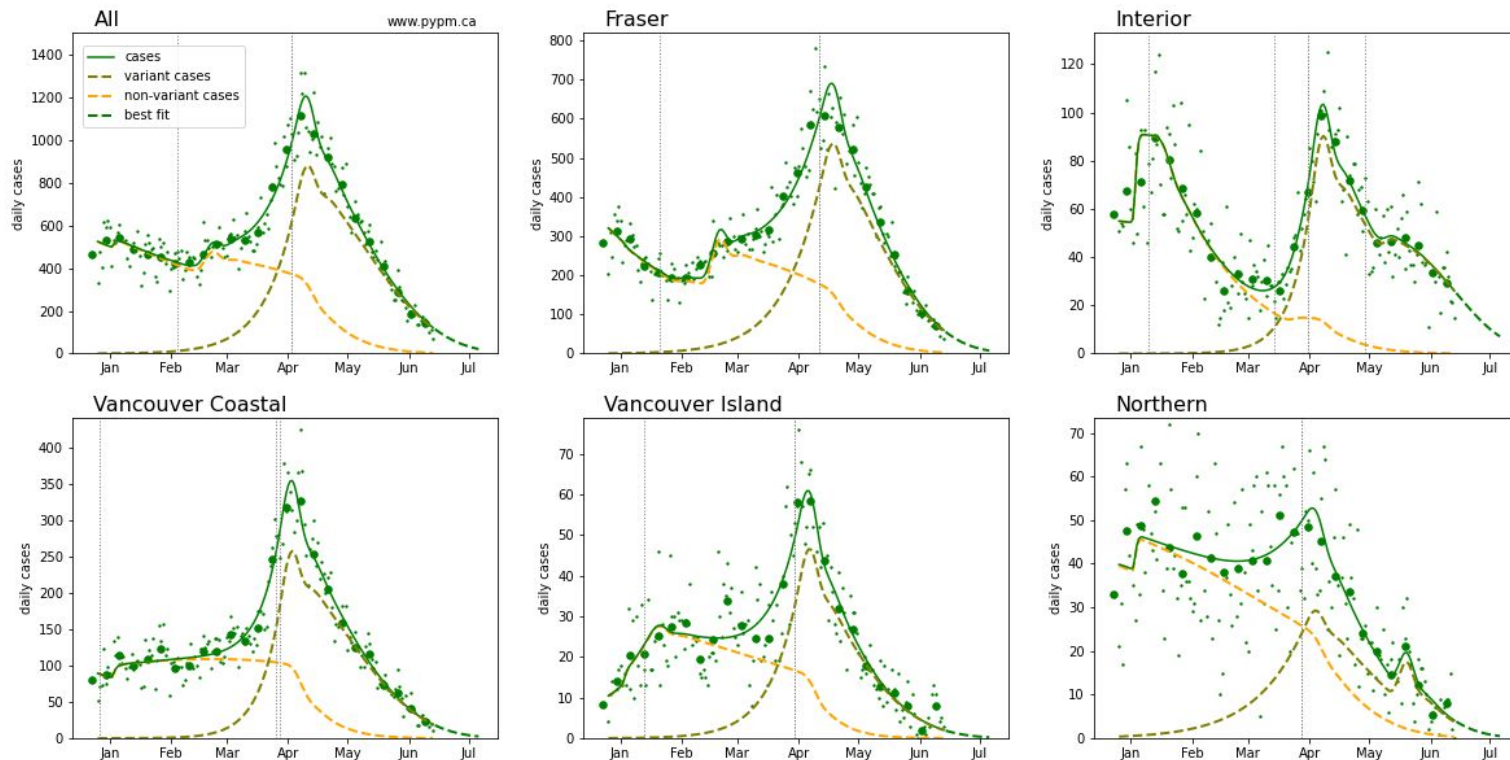 All
www.pypm.ca
1400
1200
1000
800
600
400
200
0
daily cases
cases
variant cases
non-variant cases
best fit
Jan Feb Mar Apr May Jun Jul
Fraser
800
700
600
500
400
300
200
100
0
daily cases
Jan Feb Mar Apr May Jun Jul
Interior
120
100
80
60
40
20
0
daily cases
Jan Feb Mar Apr May Jun Jul
Vancouver Coastal
400
350
300
250
200
150
100
50
0
daily cases
Jan Feb Mar Apr May Jun Jul
Vancouver Island
70
60
50
40
30
20
10
0
daily cases
Jan Feb Mar Apr May Jun Jul
Northern
70
60
50
40
30
20
10
0
daily cases
Jan Feb Mar Apr May Jun Jul